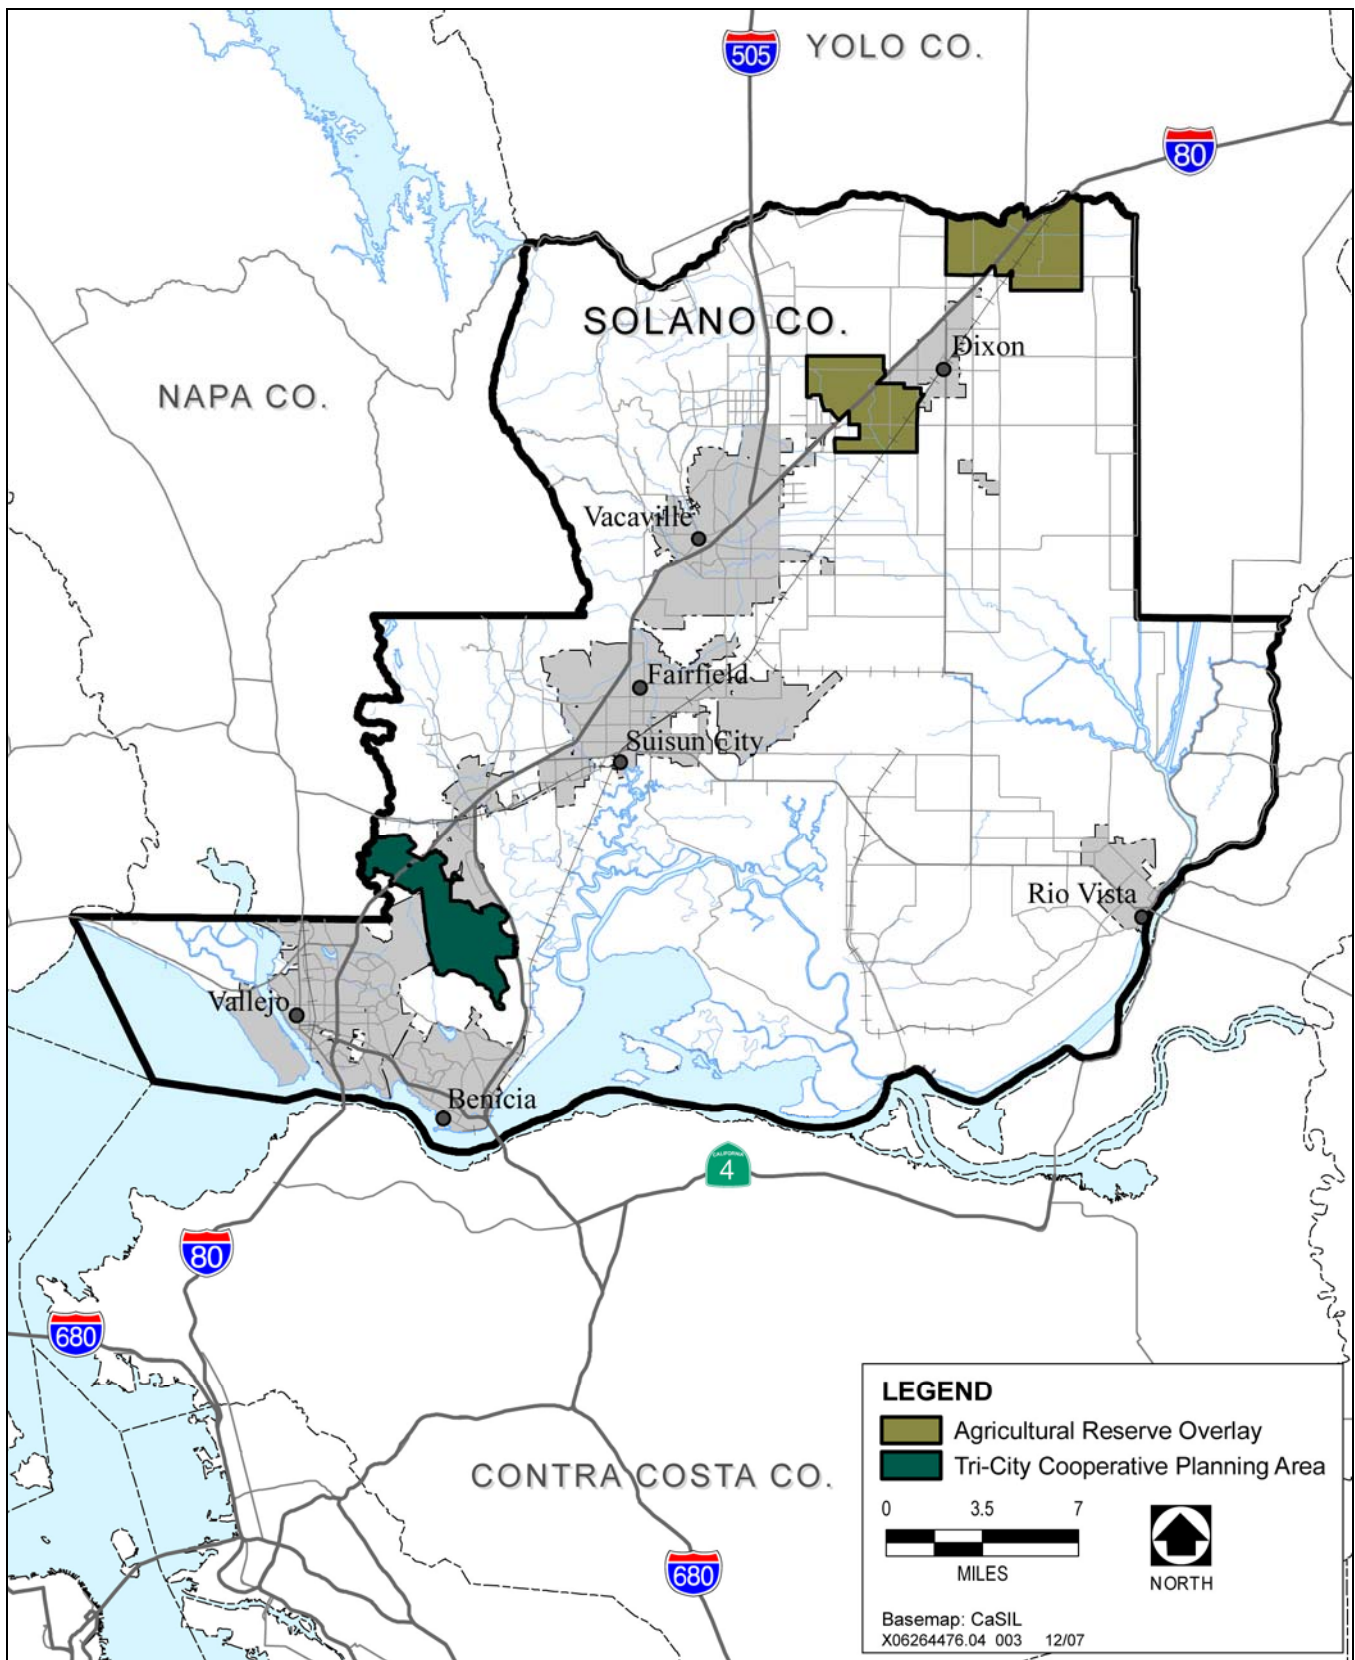 505
YOLO CO.
80
SOLANO CO.
Dixon
NAPA CO.
Vacaville
Fairfield
Suisun City
Rio Vista
Vallejo
Benicia
CALIFORNIA
4
80
680
CONTRA COSTA CO.
680
LEGEND
Agricultural Reserve Overlay
Tri-City Cooperative Planning Area
0 3.5 7
MILES
NORTH
Basemap: CaSIL
X06264476.04 003 12/07